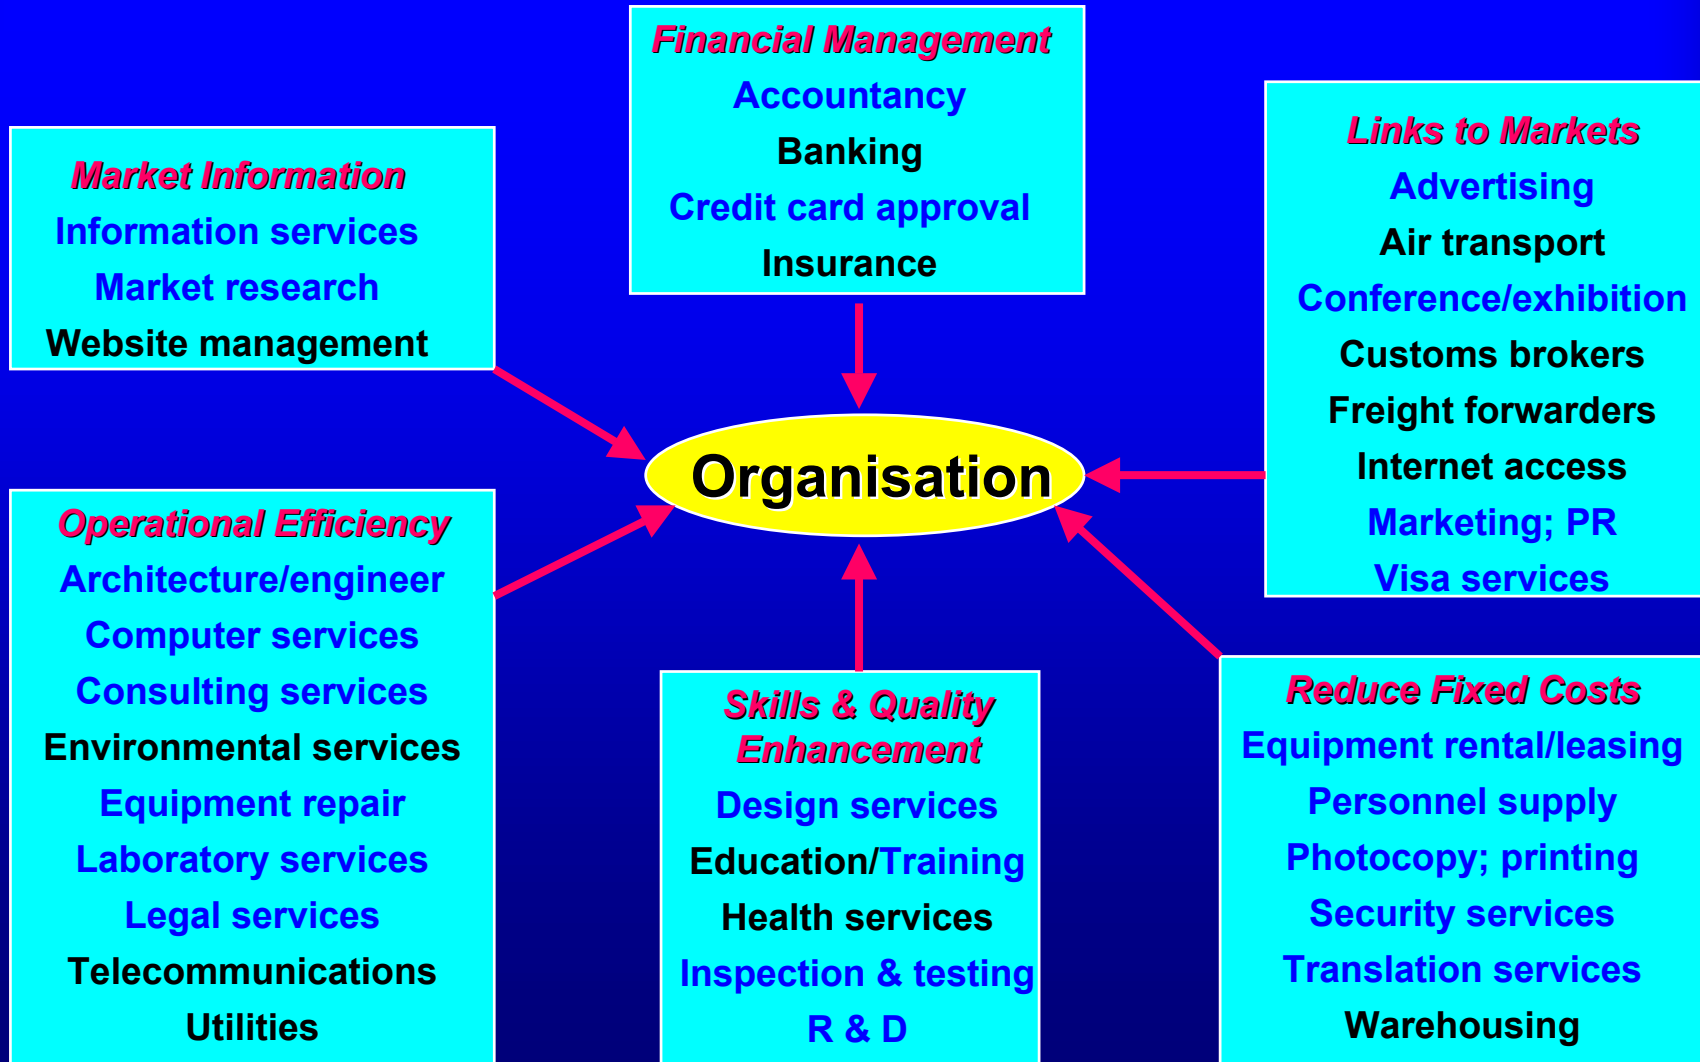 Financial Management
Accountancy
Banking
Credit card approval
Insurance
Market Information
Information services
Market research
Website management
Links to Markets
Advertising
Air transport
Conference/exhibition
Customs brokers
Freight forwarders
Internet access
Marketing; PR
Visa services
Organisation
Operational Efficiency
Architecture/engineer
Computer services
Consulting services
Environmental services
Equipment repair
Laboratory services
Legal services
Telecommunications
Utilities
Skills & Quality
Enhancement
Design services
Education/Training
Health services
Inspection & testing
R & D
Reduce Fixed Costs
Equipment rental/leasing
Personnel supply
Photocopy; printing
Security services
Translation services
Warehousing